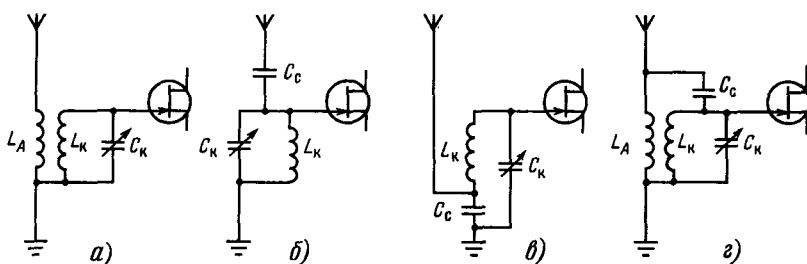 L_A L_к C_к
а)
C_с C_к L_к
б)
L_к C_с C_к
в)
C_с L_A L_к C_к
г)